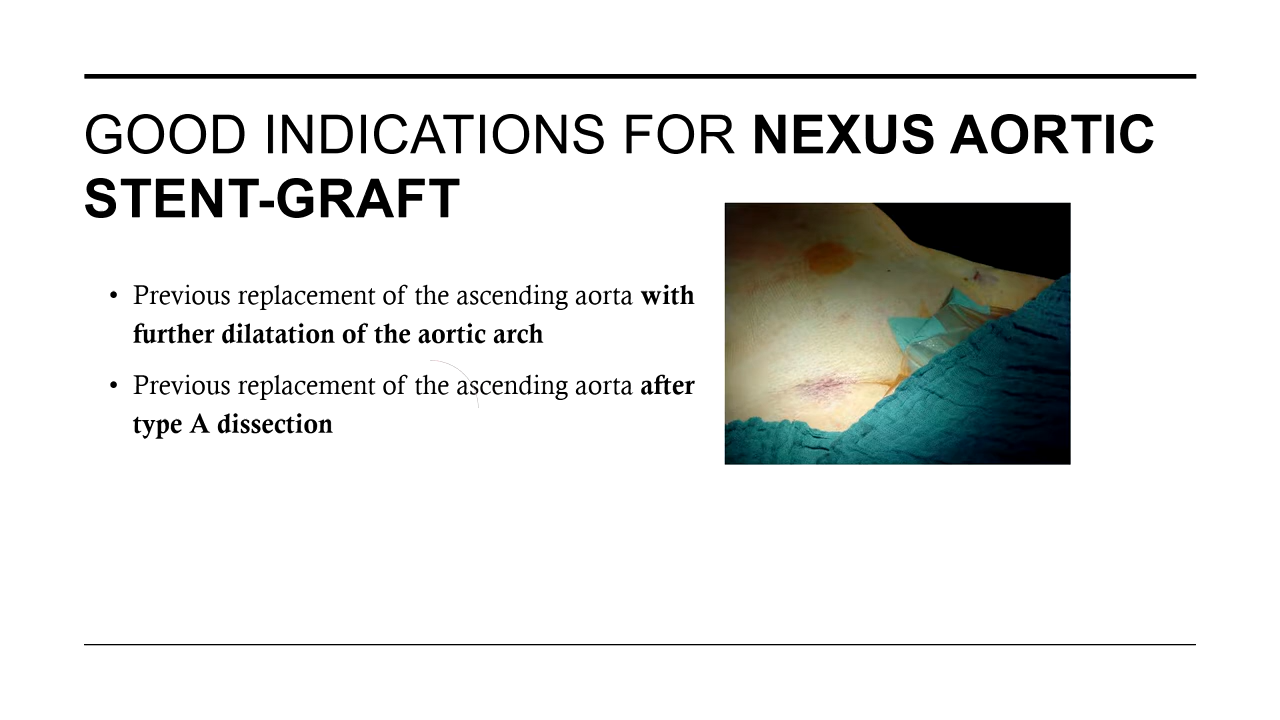 GOOD INDICATIONS FOR NEXUS AORTIC
STENT-GRAFT
• Previous replacement of the ascending aorta with
further dilatation of the aortic arch
• Previous replacement of the ascending aorta after
type A dissection